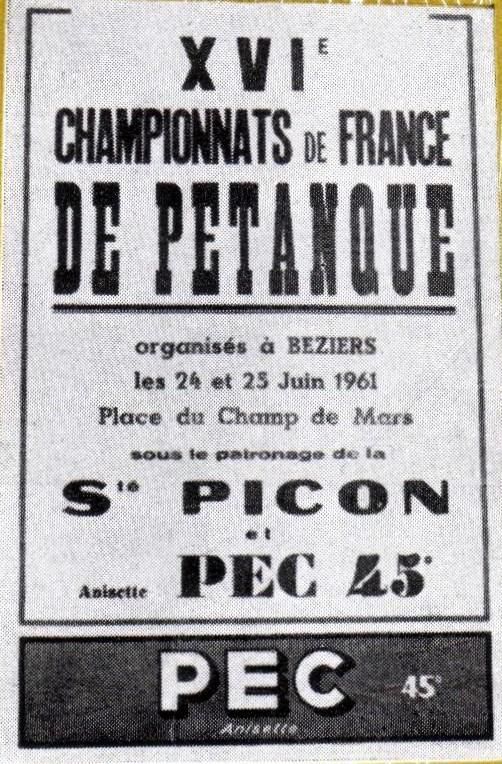 XVIᴱ
CHAMPIONNATS DE FRANCE
DE PETANQUE
organisés à BEZIERS
les 24 et 25 Juin 1961
Place du Champ de Mars
sous le patronage de la
Sᵗᵉ PICON
et
Anisette PEC 45°
PEC 45°
Anisette